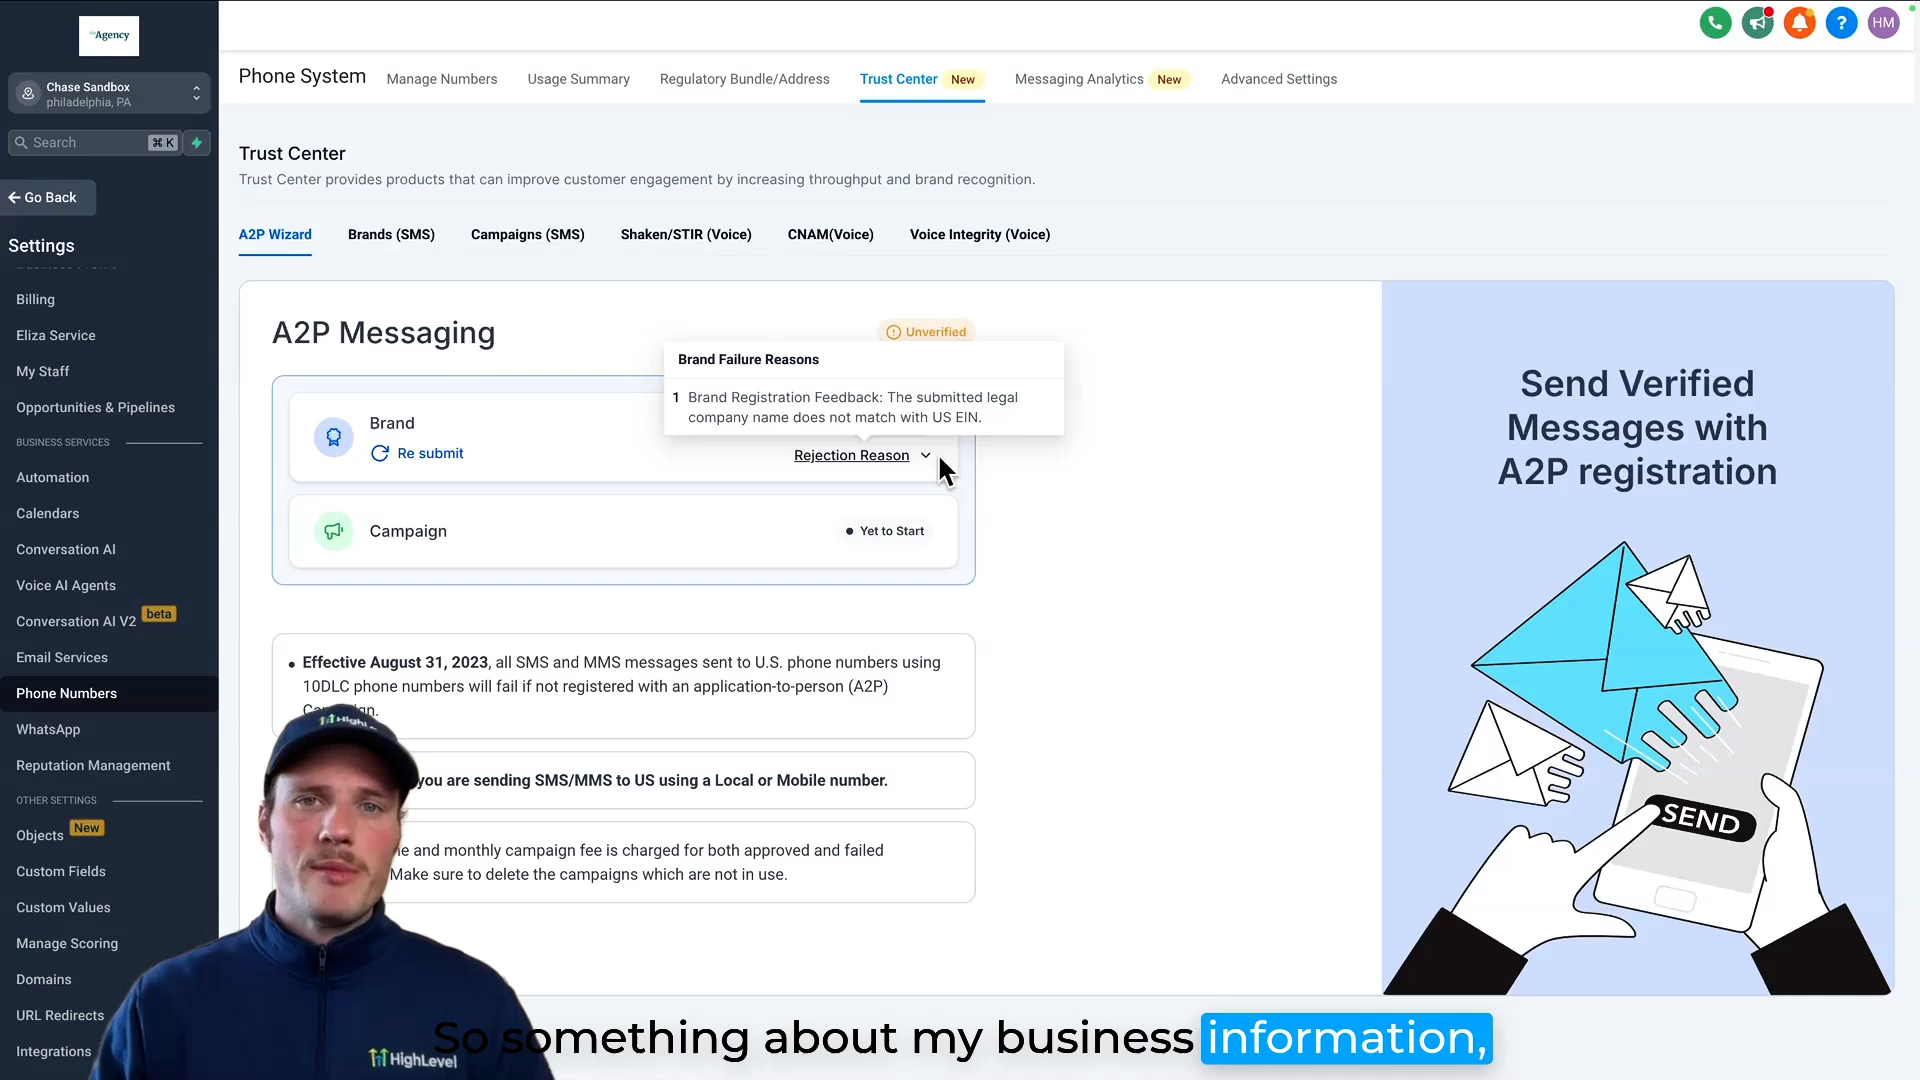 theAgency
Chase Sandbox
philadelphia, PA
Search
⌘ K
Go Back
Settings
Billing
Eliza Service
My Staff
Opportunities & Pipelines
BUSINESS SERVICES
Automation
Calendars
Conversation AI
Voice AI Agents
Conversation AI V2 beta
Email Services
Phone Numbers
WhatsApp
Reputation Management
OTHER SETTINGS
Objects New
Custom Fields
Custom Values
Manage Scoring
Domains
URL Redirects
Integrations
HM
Phone System Manage Numbers Usage Summary Regulatory Bundle/Address Trust Center New Messaging Analytics New Advanced Settings
Trust Center
Trust Center provides products that can improve customer engagement by increasing throughput and brand recognition.
A2P Wizard Brands (SMS) Campaigns (SMS) Shaken/STIR (Voice) CNAM(Voice) Voice Integrity (Voice)
A2P Messaging
Unverified
Brand Failure Reasons
1 Brand Registration Feedback: The submitted legal
company name does not match with US EIN.
Brand
Re submit
Rejection Reason
Campaign
Yet to Start
Effective August 31, 2023, all SMS and MMS messages sent to U.S. phone numbers using
10DLC phone numbers will fail if not registered with an application-to-person (A2P)
you are sending SMS/MMS to US using a Local or Mobile number.
and monthly campaign fee is charged for both approved and failed
Make sure to delete the campaigns which are not in use.
Send Verified
Messages with
A2P registration
SEND
HighLevel
So something about my business information,